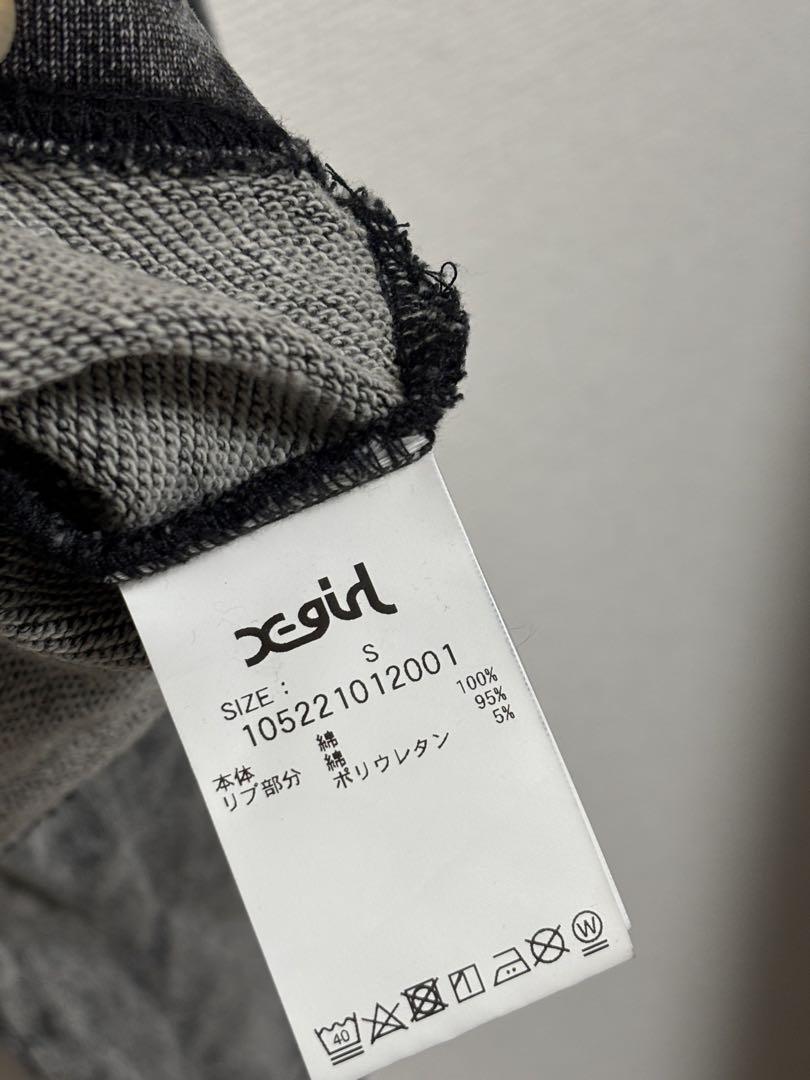 X-girl
SIZE: S
105221012001
本体 綿 100%
リブ部分 綿 95%
ポリウレタン 5%
40
W